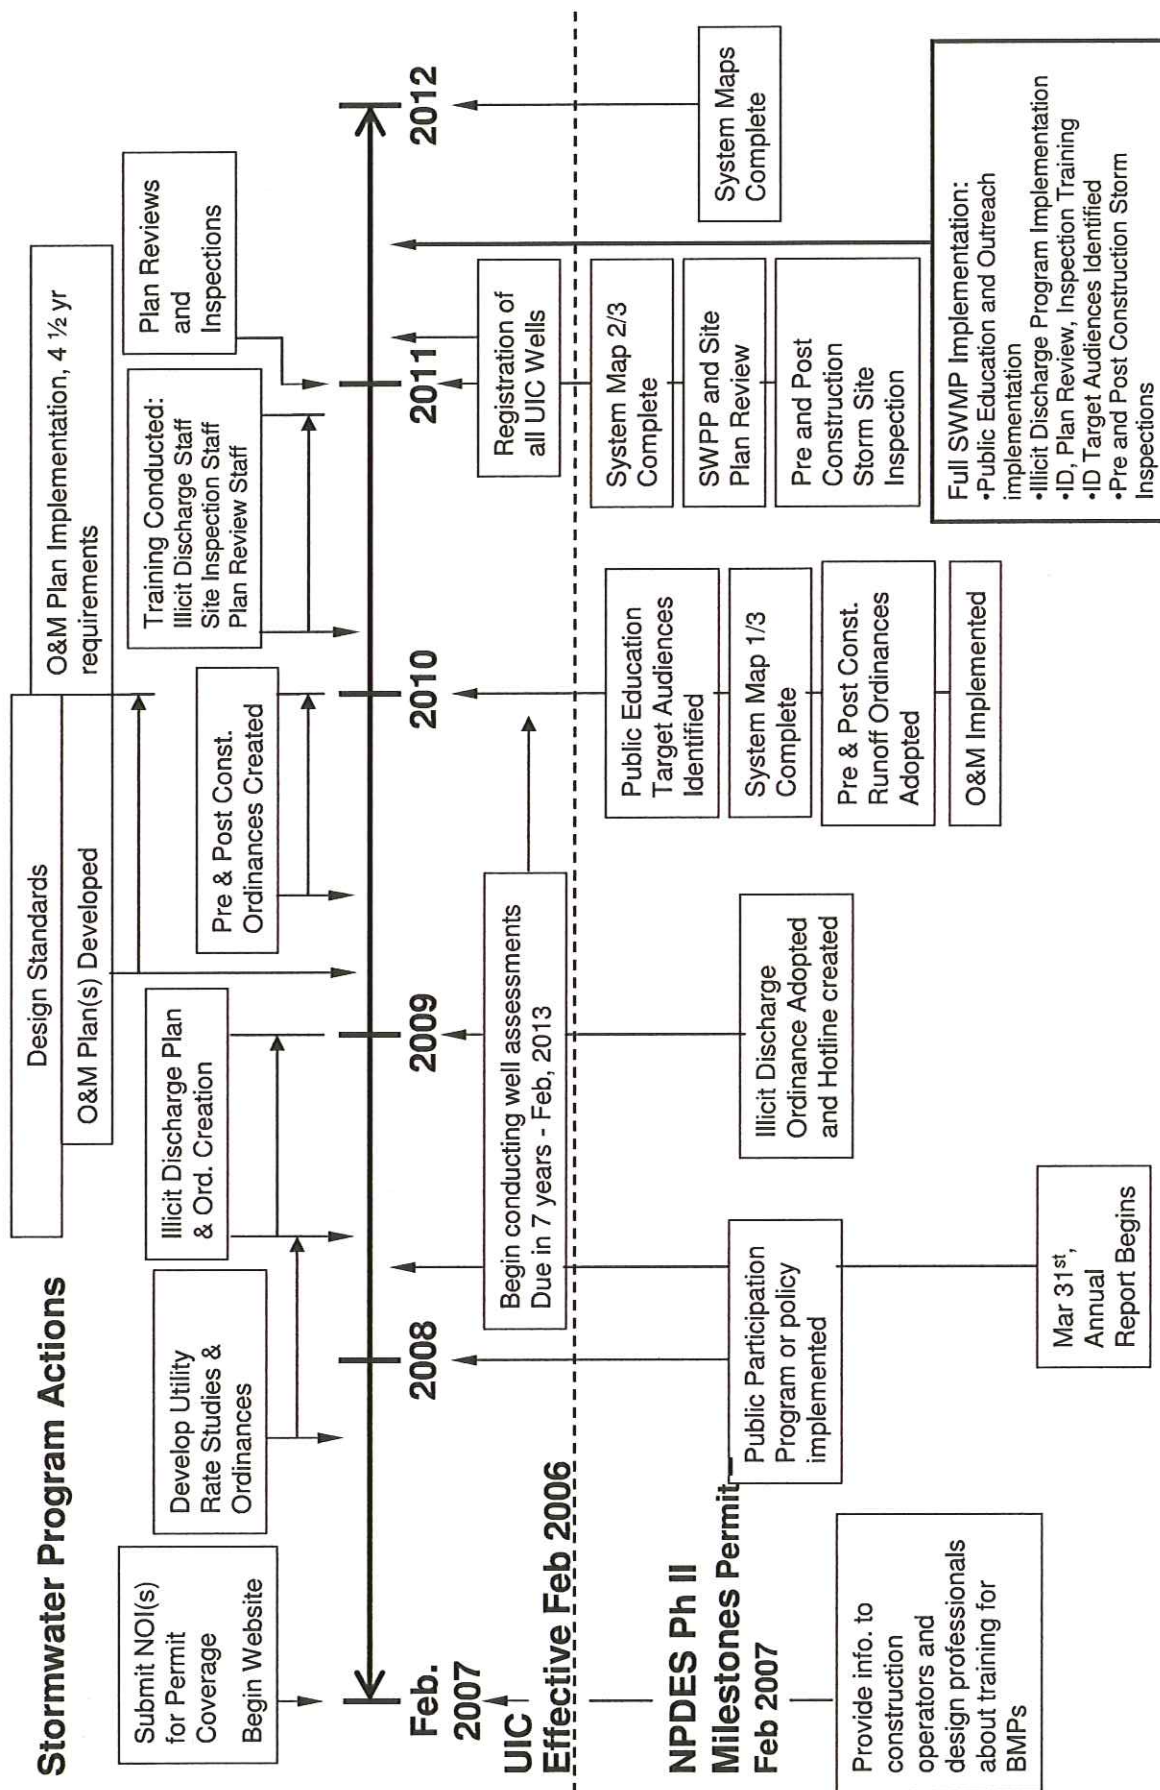 Stormwater Program Actions
Submit NOI(s)
for Permit
Coverage
Begin Website
Develop Utility
Rate Studies &
Ordinances
Illicit Discharge Plan
& Ord. Creation
Design Standards
O&M Plan(s) Developed
Pre & Post Const.
Ordinances Created
O&M Plan Implementation, 4 ½ yr
requirements
Training Conducted:
Illicit Discharge Staff
Site Inspection Staff
Plan Review Staff
Plan Reviews
and
Inspections
Feb.
2007
2008
2009
2010
2011
2012
UIC
Effective Feb 2006
Begin conducting well assessments
Due in 7 years - Feb, 2013
Registration of
all UIC Wells
NPDES Ph II
Milestones Permit
Feb 2007
Provide info. to
construction
operators and
design professionals
about training for
BMPs
Public Participation
Program or policy
implemented
Mar 31st,
Annual
Report Begins
Illicit Discharge
Ordinance Adopted
and Hotline created
Public Education
Target Audiences
Identified
System Map 1/3
Complete
Pre & Post Const.
Runoff Ordinances
Adopted
O&M Implemented
System Map 2/3
Complete
SWPP and Site
Plan Review
Pre and Post
Construction
Storm Site
Inspection
System Maps
Complete
Full SWMP Implementation:
•Public Education and Outreach
implementation
•Illicit Discharge Program Implementation
•ID, Plan Review, Inspection Training
•ID Target Audiences Identified
•Pre and Post Construction Storm
Inspections